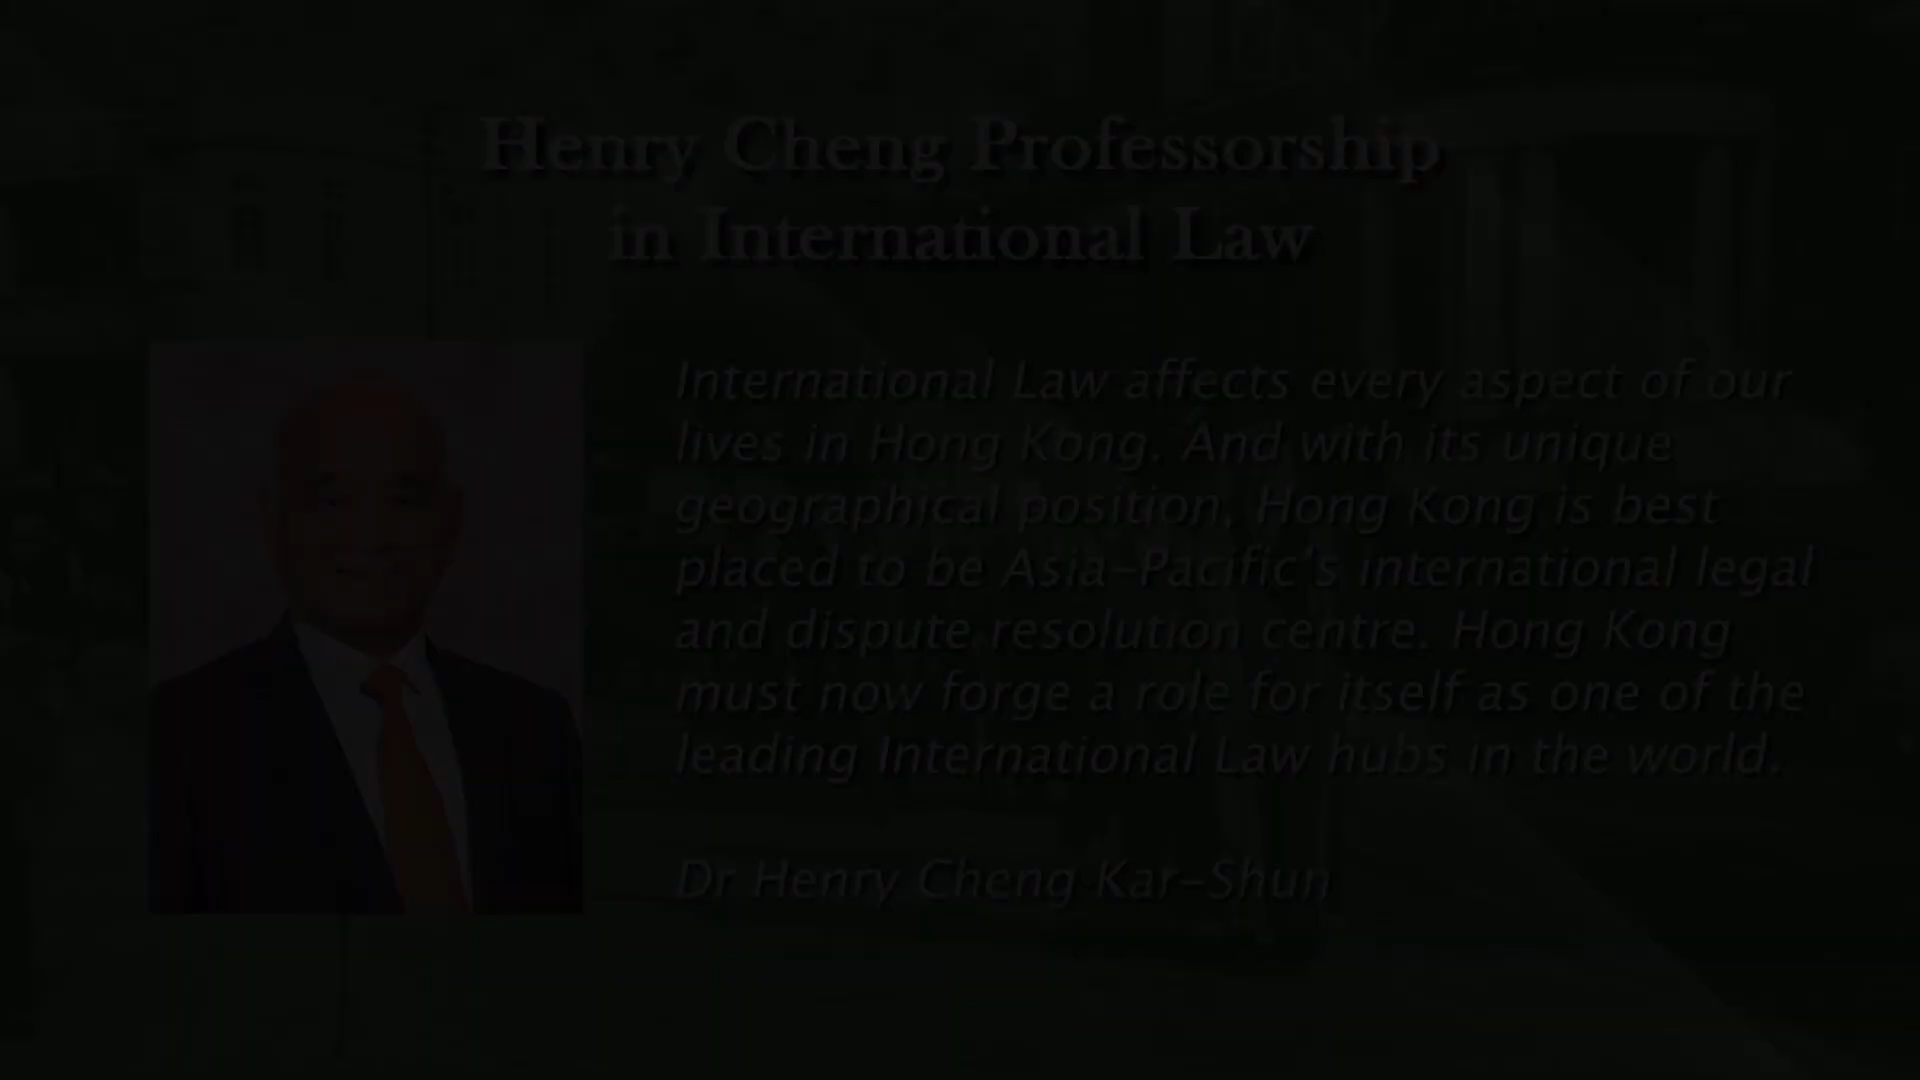 Henry Cheng Professorship
in International Law
International Law affects every aspect of our
lives in Hong Kong. And with its unique
geographical position, Hong Kong is best
placed to be Asia-Pacific's international legal
and dispute resolution centre. Hong Kong
must now forge a role for itself as one of the
leading International Law hubs in the world.
Dr Henry Cheng Kar-Shun